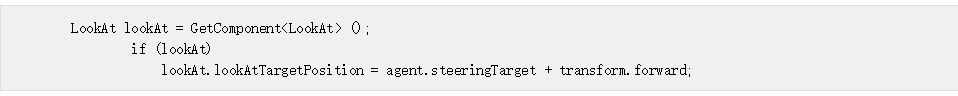 LookAt lookAt = GetComponent<LookAt> ();
if (lookAt)
lookAt.lookAtTargetPosition = agent.steeringTarget + transform.forward;